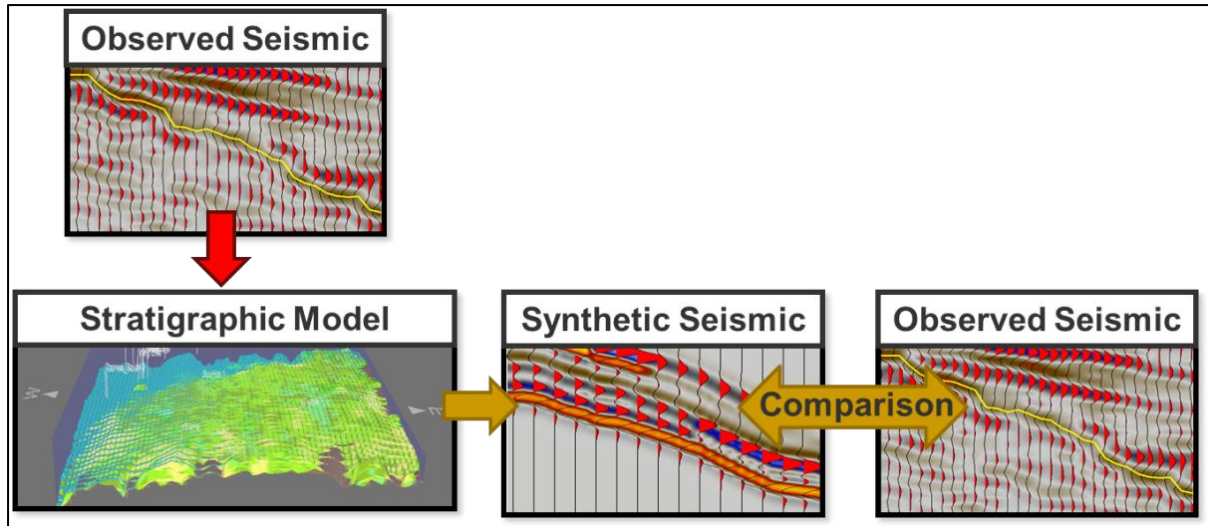 Observed Seismic
Stratigraphic Model
Synthetic Seismic
Observed Seismic
Comparison